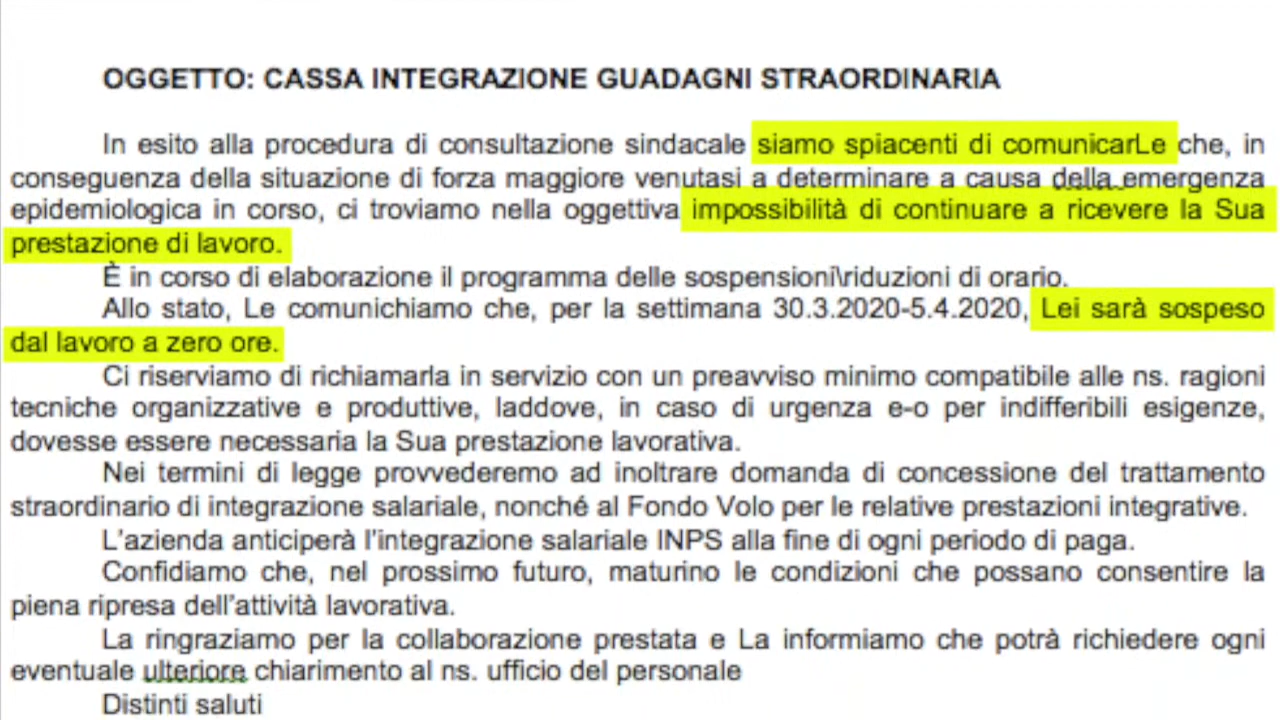 OGGETTO: CASSA INTEGRAZIONE GUADAGNI STRAORDINARIA
In esito alla procedura di consultazione sindacale siamo spiacenti di comunicarLe che, in
conseguenza della situazione di forza maggiore venutasi a determinare a causa della emergenza
epidemiologica in corso, ci troviamo nella oggettiva impossibilità di continuare a ricevere la Sua
prestazione di lavoro.
È in corso di elaborazione il programma delle sospensioni\riduzioni di orario.
Allo stato, Le comunichiamo che, per la settimana 30.3.2020-5.4.2020, Lei sarà sospeso
dal lavoro a zero ore.
Ci riserviamo di richiamarla in servizio con un preavviso minimo compatibile alle ns. ragioni
tecniche organizzative e produttive, laddove, in caso di urgenza e-o per indifferibili esigenze,
dovesse essere necessaria la Sua prestazione lavorativa.
Nei termini di legge provvederemo ad inoltrare domanda di concessione del trattamento
straordinario di integrazione salariale, nonché al Fondo Volo per le relative prestazioni integrative.
L'azienda anticiperà l'integrazione salariale INPS alla fine di ogni periodo di paga.
Confidiamo che, nel prossimo futuro, maturino le condizioni che possano consentire la
piena ripresa dell'attività lavorativa.
La ringraziamo per la collaborazione prestata e La informiamo che potrà richiedere ogni
eventuale ulteriore chiarimento al ns. ufficio del personale
Distinti saluti